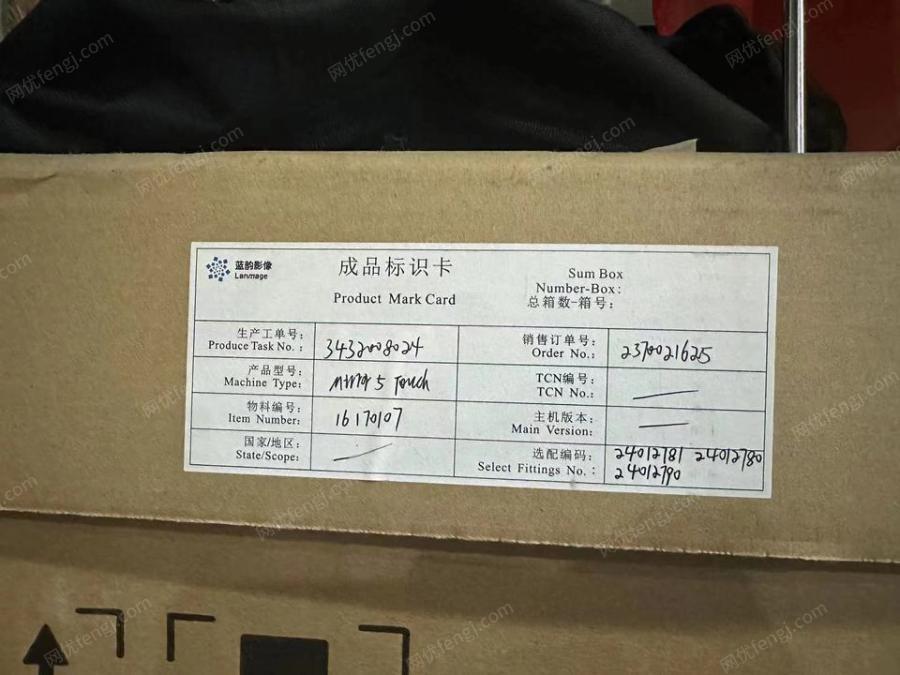 蓝韵影像
Lanmage
成品标识卡
Product Mark Card
Sum Box
Number-Box:
总箱数-箱号:
生产工单号:
Produce Task No. :
3432008024
销售订单号:
Order No.:
2370021625
产品型号:
Machine Type:
5 Touch
TCN编号:
TCN No.:
物料编号:
Item Number:
16170107
主机版本:
Main Version:
国家/地区:
State/Scope:
选配编码:
Select Fittings No. :
24012781 24012780
24012790
网优fengj.com